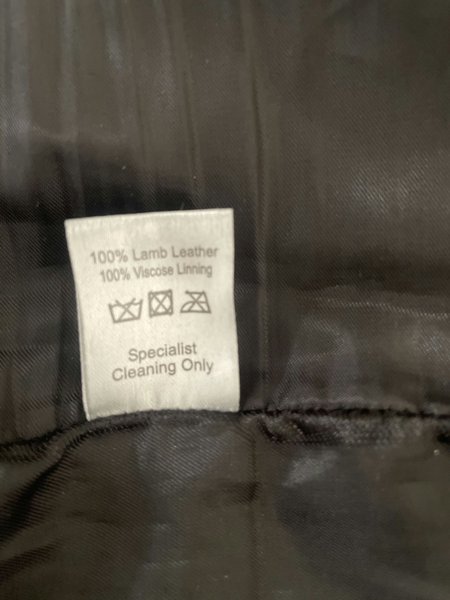 100% Lamb Leather
100% Viscose Linning
Specialist
Cleaning Only